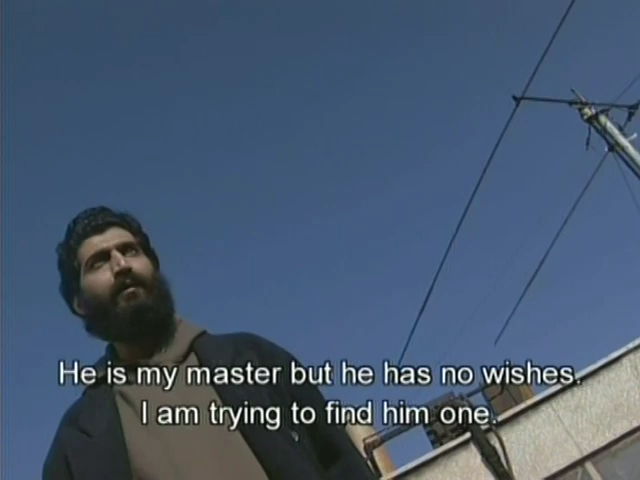 He is my master but he has no wishes.
I am trying to find him one.